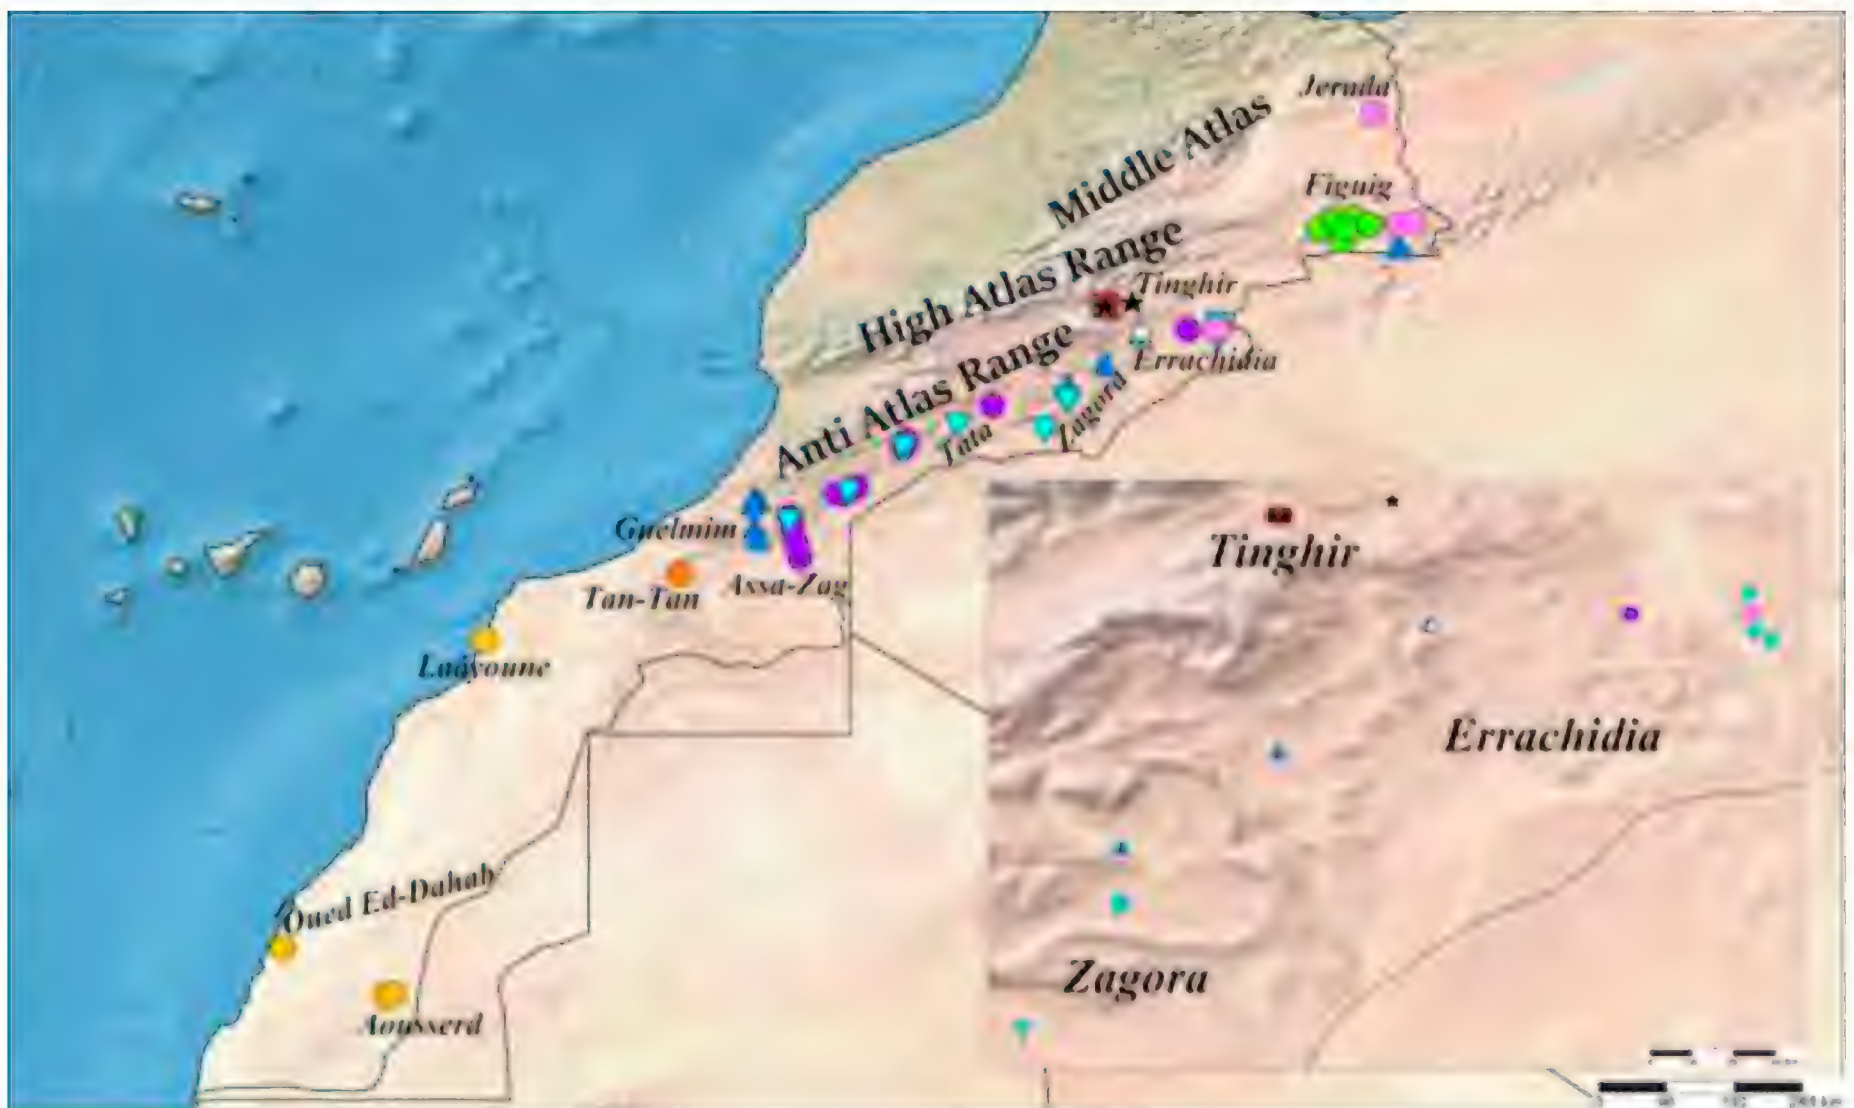 Jerada
Middle Atlas
Figuig
High Atlas Range
Tinghir
Errachidia
Anti Atlas Range
Zagora
Tata
Guelmim
Assa-Zag
Tan-Tan
Laâyoune
Oued Ed-Dahab
Aousserd
Tinghir
Errachidia
Zagora